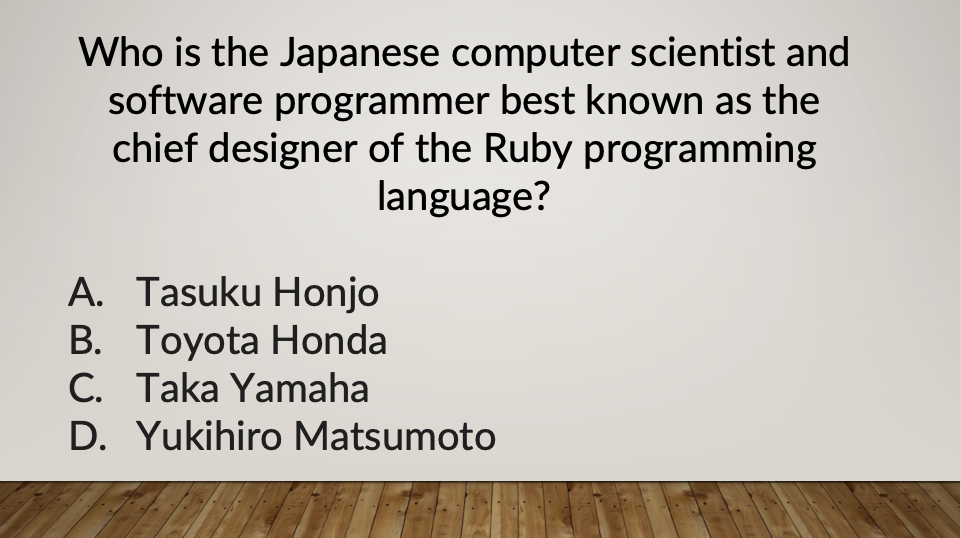 Who is the Japanese computer scientist and
software programmer best known as the
chief designer of the Ruby programming
language?
A. Tasuku Honjo
B. Toyota Honda
C. Taka Yamaha
D. Yukihiro Matsumoto